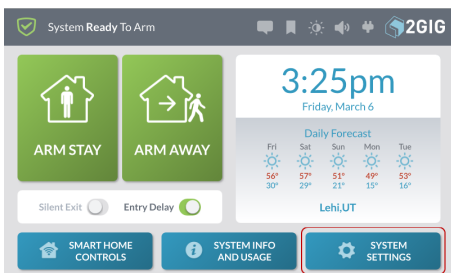 System Ready To Arm
2GIG
ARM STAY
ARM AWAY
Silent Exit
Entry Delay
3:25pm
Friday, March 6
Daily Forecast
Fri Sat Sun Mon Tue
56° 57° 51° 49° 53°
30° 29° 21° 15° 16°
Lehi,UT
SMART HOME
CONTROLS
SYSTEM INFO
AND USAGE
SYSTEM
SETTINGS